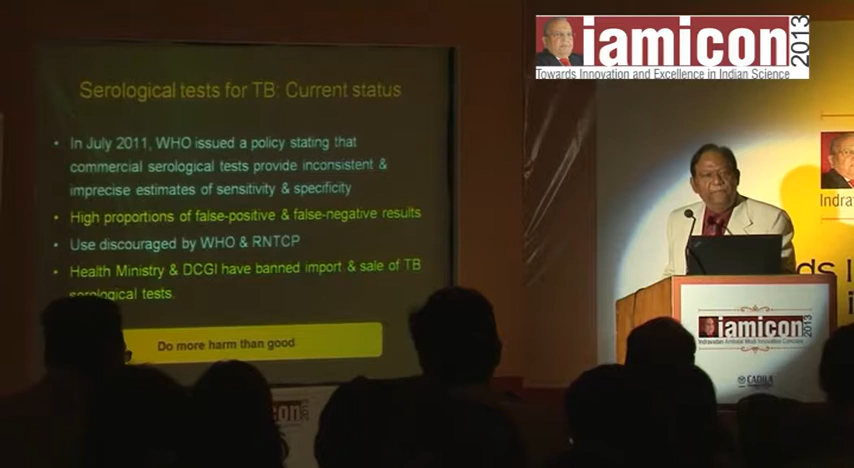 iamicon
2013
Towards Innovation and Excellence in Indian Science
Serological tests for TB: Current status
• In July 2011, WHO issued a policy stating that
commercial serological tests provide inconsistent &
imprecise estimates of sensitivity & specificity
• High proportions of false-positive & false-negative results
• Use discouraged by WHO & RNTCP
• Health Ministry & DCGI have banned import & sale of TB
serological tests.
Do more harm than good
Indra
ds I
i
iamicon
2013
Indravadan Ambalal Modi Innovation Conclave
CADILA
amicon